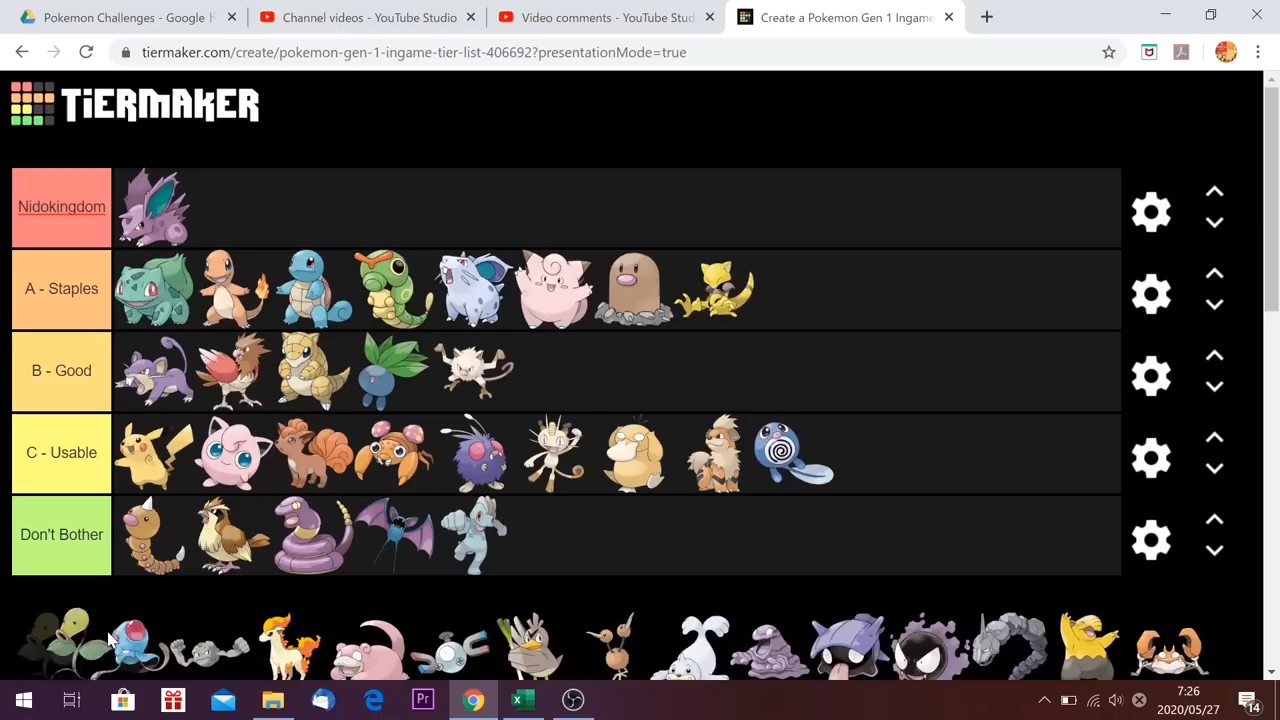 Pokemon Challenges - Google
Channel videos - YouTube Studio
Video comments - YouTube Stud
Create a Pokemon Gen 1 Ingame
tiermaker.com/create/pokemon-gen-1-ingame-tier-list-406692?presentationMode=true
TiERMAKER
Nidokingdom
A - Staples
B - Good
C - Usable
Don't Bother
7:26
2020/05/27
14